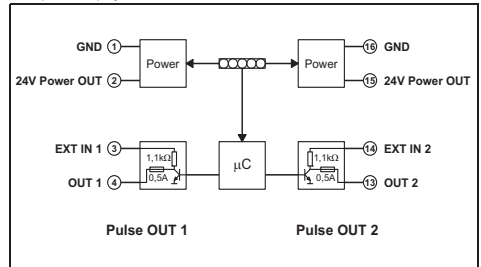 GND 1
Power
Power
16 GND
24V Power OUT 2
15 24V Power OUT
EXT IN 1 3
1,1kΩ
μC
1,1kΩ
14 EXT IN 2
OUT 1 4
0,5A
0,5A
13 OUT 2
Pulse OUT 1
Pulse OUT 2